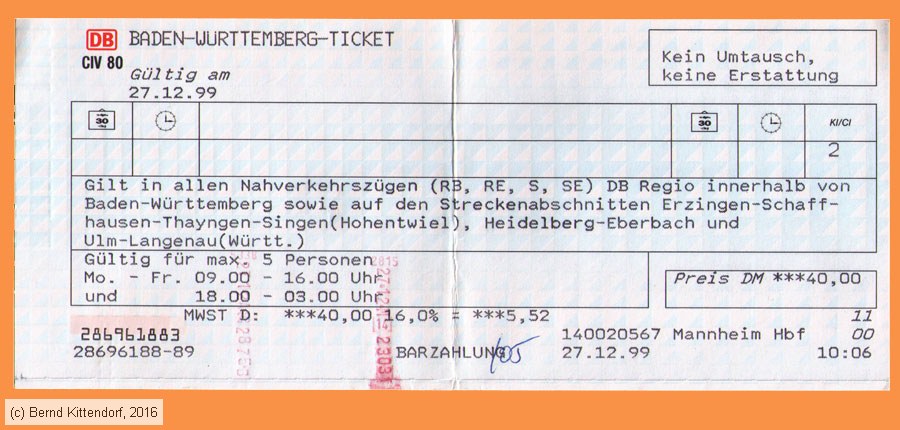 DB BADEN-WÜRTTEMBERG-TICKET
CIV 80
Gültig am
27.12.99
Kein Umtausch,
keine Erstattung
30 30 Kl/Cl
2
Gilt in allen Nahverkehrszügen (RB, RE, S, SE) DB Regio innerhalb von
Baden-Württemberg sowie auf den Streckenabschnitten Erzingen-Schaff-
hausen-Thayngen-Singen(Hohentwiel), Heidelberg-Eberbach und
Ulm-Langenau(Württ.)
Gültig für max. 5 Personen
Mo. - Fr. 09.00 - 16.00 Uhr
und 18.00 - 03.00 Uhr
Preis DM ***40,00
MWST D: ***40,00 16,0% = ***5,52
11
286961883
140020567 Mannheim Hbf 00
28696188-89 BARZAHLUNG 27.12.99 10:06
(c) Bernd Kittendorf, 2016